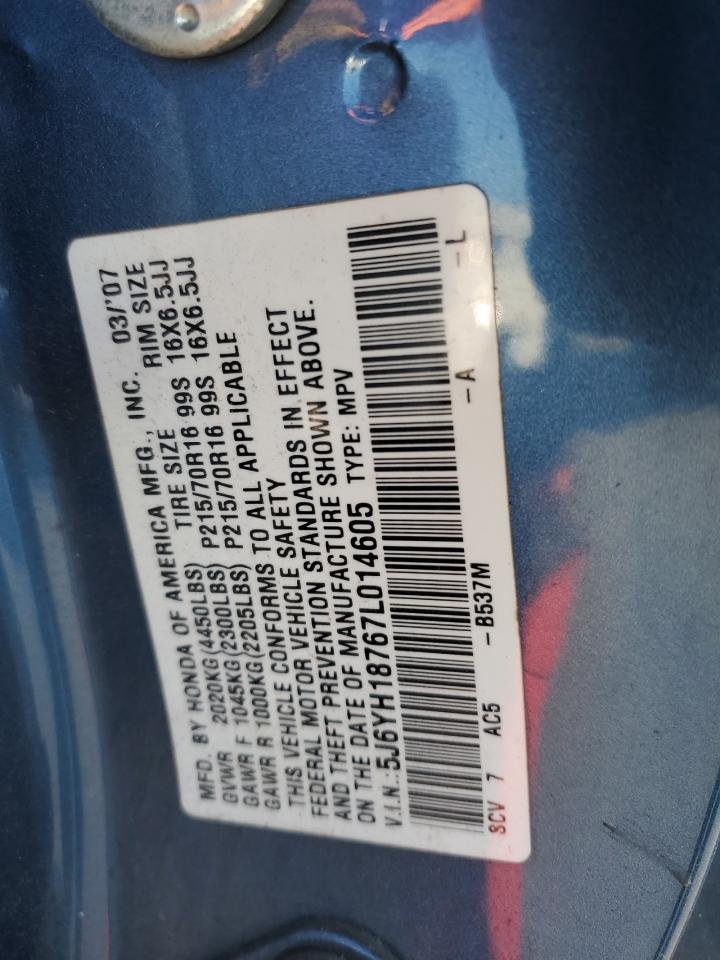 MFD. BY HONDA OF AMERICA MFG., INC. 03/'07
TIRE SIZE RIM SIZE
GVWR 2020KG(4450LBS)
GAWR F 1045KG(2300LBS) P215/70R16 99S 16X6.5JJ
GAWR R 1000KG(2205LBS) P215/70R16 99S 16X6.5JJ
THIS VEHICLE CONFORMS TO ALL APPLICABLE
FEDERAL MOTOR VEHICLE SAFETY
AND THEFT PREVENTION STANDARDS IN EFFECT
ON THE DATE OF MANUFACTURE SHOWN ABOVE.
V.I.N.:5J6YH18767L014605 TYPE: MPV
SCV 7 AC5 -B537M -A -L